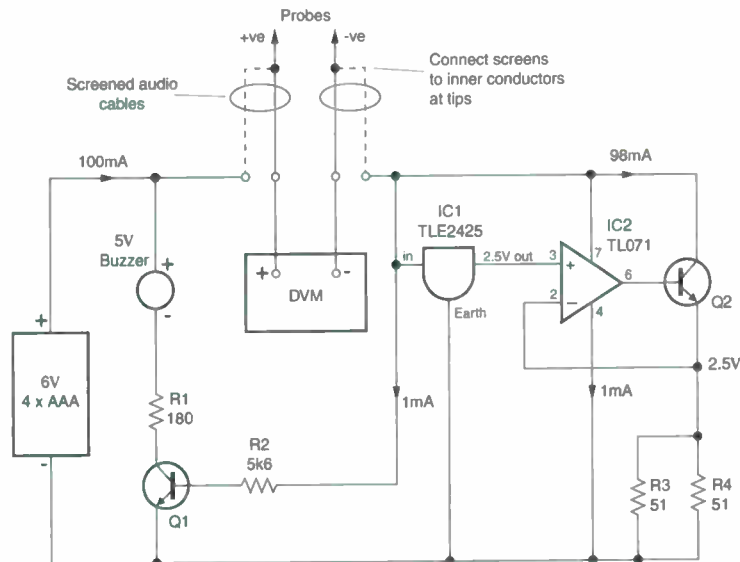 Probes
+ve
-ve
Screened audio
cables
Connect screens
to inner conductors
at tips
100mA
98mA
IC1
TLE2425
IC2
TL071
5V
Buzzer
+
-
in
2.5V out
3
+
7
6
2
−
4
Q2
+
-
DVM
Earth
+
6V
4 x AAA
-
R1
180
1mA
1mA
2.5V
R2
5k6
Q1
R3
51
R4
51